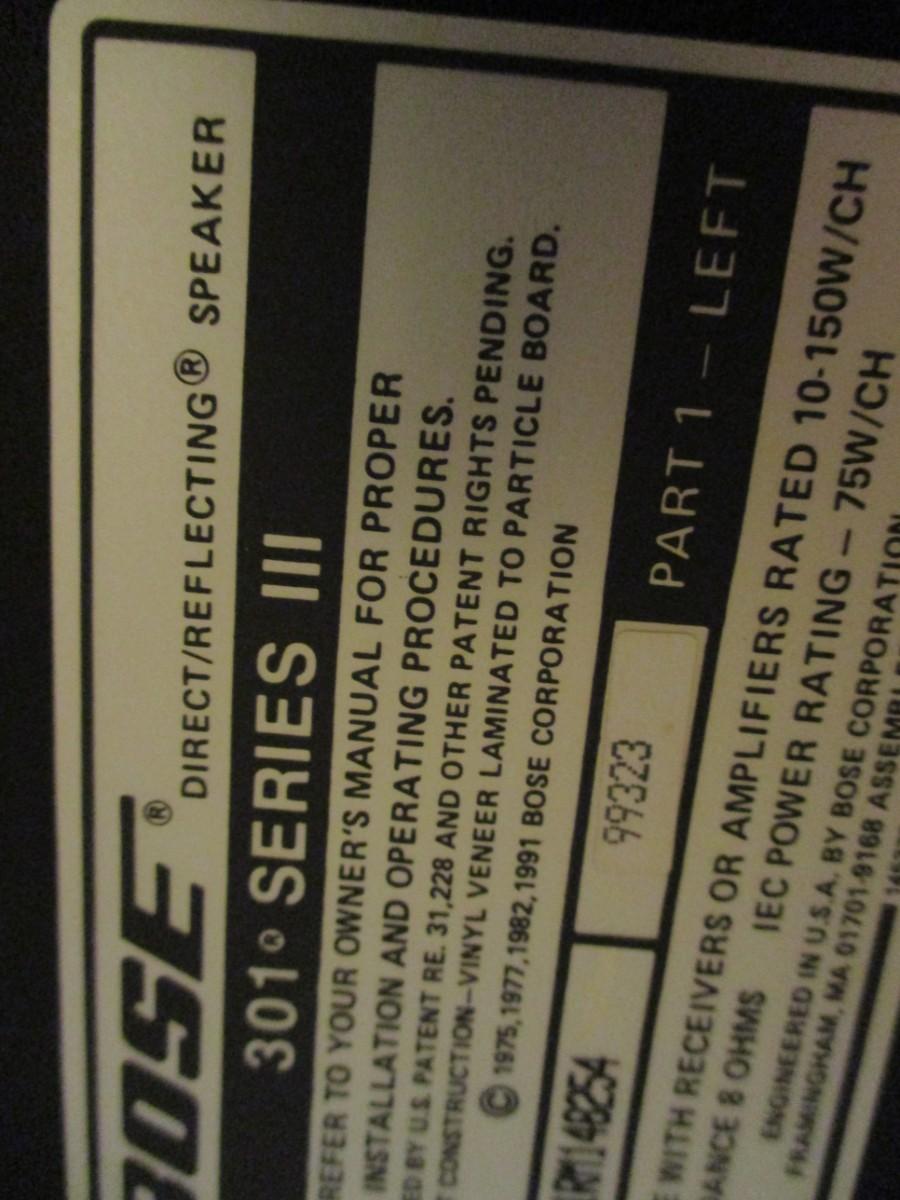 BOSE®
DIRECT/REFLECTING® SPEAKER
301® SERIES III
REFER TO YOUR OWNER'S MANUAL FOR PROPER
INSTALLATION AND OPERATING PROCEDURES.
ED BY U.S. PATENT RE. 31,228 AND OTHER PATENT RIGHTS PENDING.
T CONSTRUCTION—VINYL VENEER LAMINATED TO PARTICLE BOARD.
© 1975,1977,1982,1991 BOSE CORPORATION
RM148254
99323
PART 1 — LEFT
E WITH RECEIVERS OR AMPLIFIERS RATED 10-150W/CH
ANCE 8 OHMS IEC POWER RATING — 75W/CH
ENGINEERED IN U.S.A. BY BOSE CORPORATION
FRAMINGHAM, MA 01701-9168